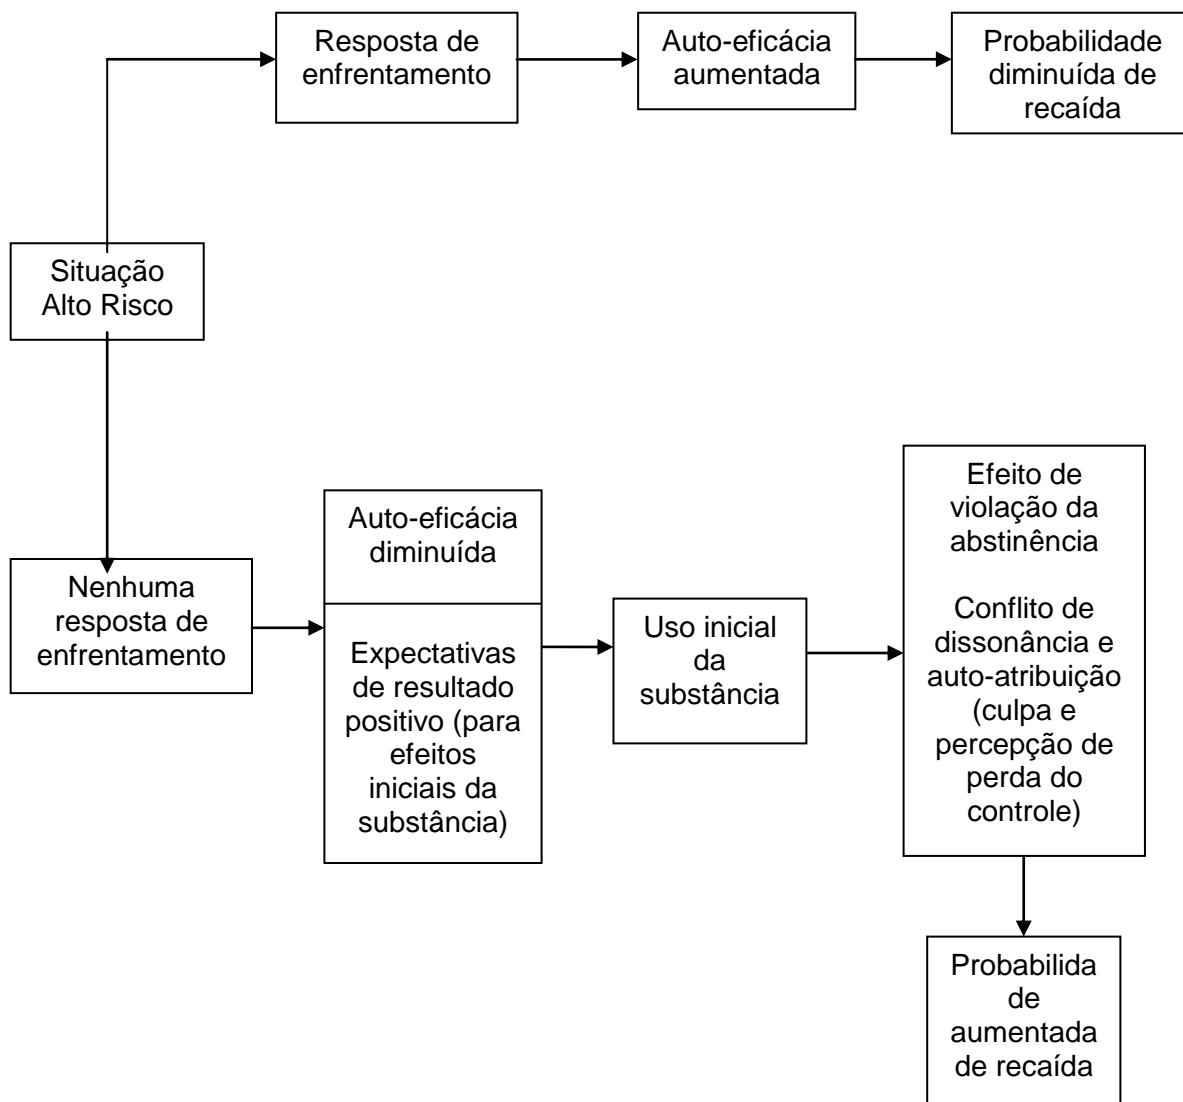 Resposta de
enfrentamento
Auto-eficácia
aumentada
Probabilidade
diminuída de
recaída
Situação
Alto Risco
Nenhuma
resposta de
enfrentamento
Auto-eficácia
diminuída
Expectativas
de resultado
positivo (para
efeitos
iniciais da
substância)
Uso inicial
da
substância
Efeito de
violação da
abstinência
Conflito de
dissonância e
auto-atribuição
(culpa e
percepção de
perda do
controle)
Probabilida
de
aumentada
de recaída